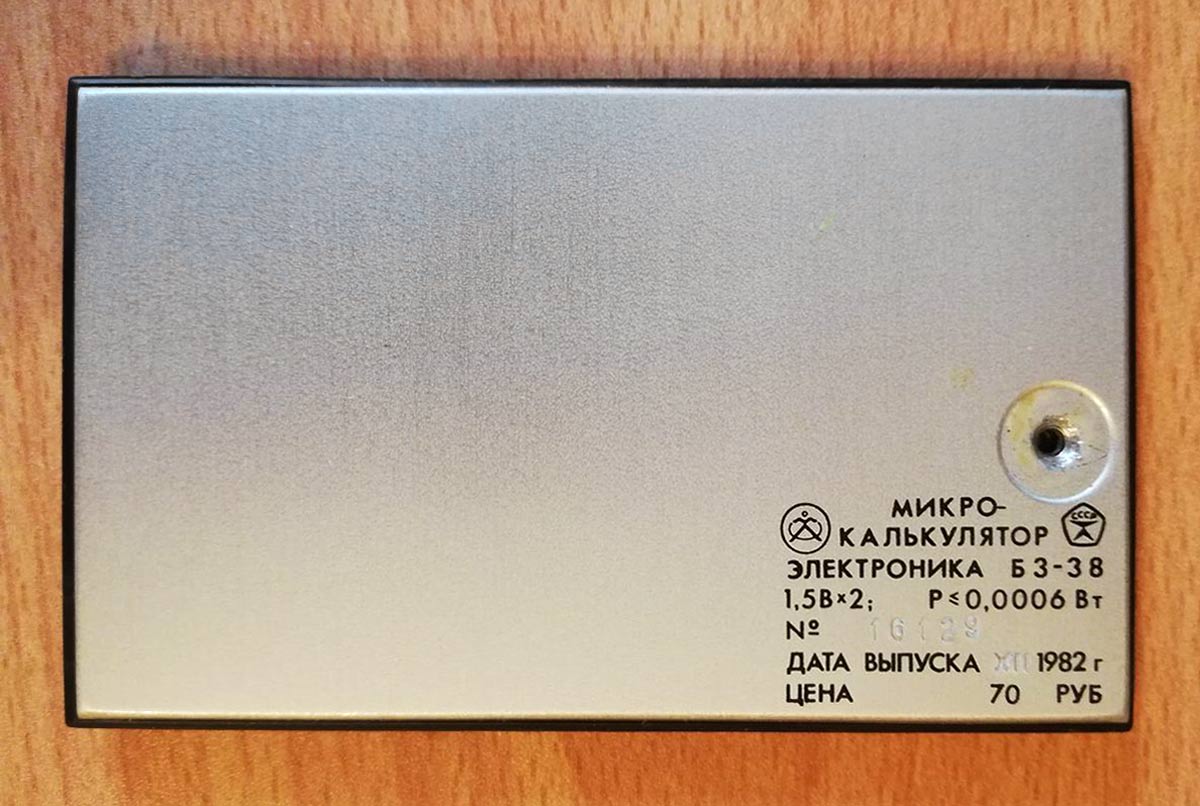 МИКРО-
КАЛЬКУЛЯТОР
СССР
ЭЛЕКТРОНИКА Б3-38
1,5В×2; P≤0,0006 Вт
№ 16129
ДАТА ВЫПУСКА XII 1982 г
ЦЕНА 70 РУБ